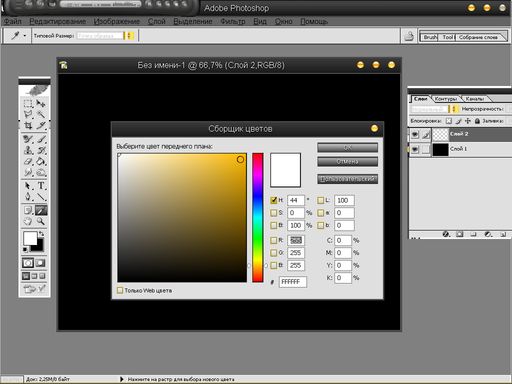 Adobe Photoshop
Файл Редактирование Изображение Слой Выделение Фильтр Вид Окно Помощь
Типовой Размер:
Brush Tool Собрание слоев
Без имени-1 @ 66,7% (Слой 2,RGB/8)
Слои Контуры Каналы
Непрозрачность:
Блокировка: Заливка:
Слой 2
Слой 1
Сборщик цветов
Выберите цвет переднего плана:
OK
Отмена
Пользовательский
H: 44 ° L: 100
S: 0 % a: 0
B: 100 % b: 0
R: 255 C: 0 %
G: 255 M: 0 %
B: 255 Y: 0 %
# FFFFFF K: 0 %
Только Web цвета
Док: 2,25M/0 байт Нажмите на растр для выбора нового цвета